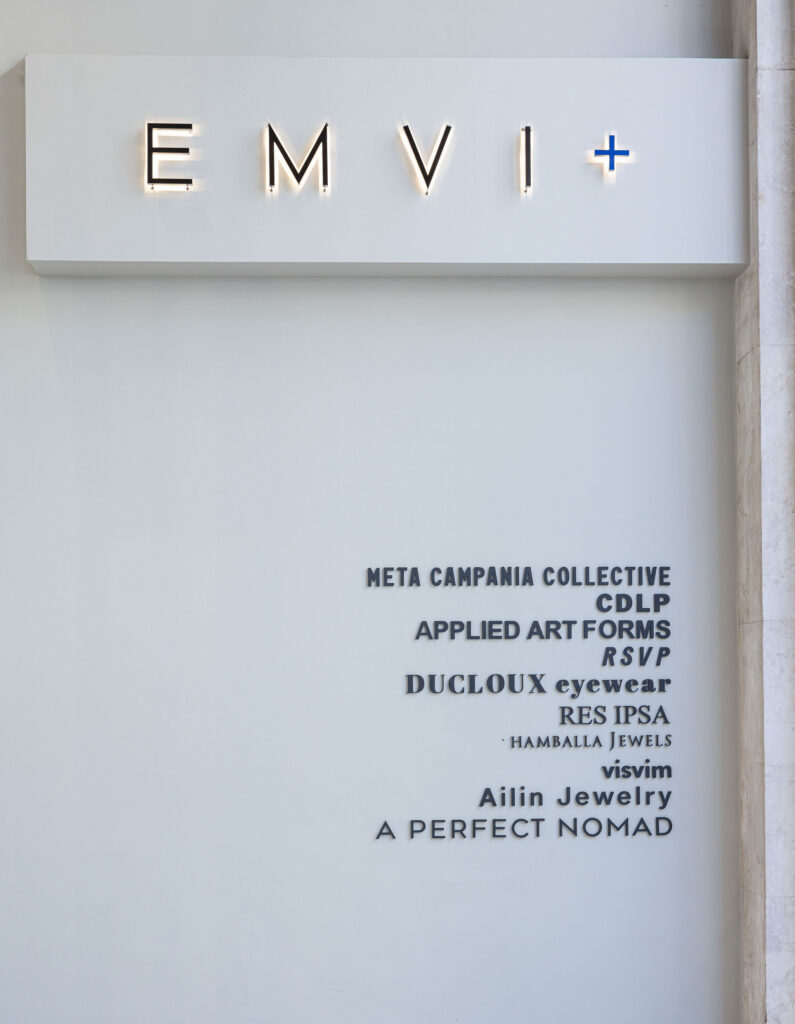 EMVI+
META CAMPANIA COLLECTIVE
CDLP
APPLIED ART FORMS
RSVP
DUCLOUX eyewear
RES IPSA
HAMBALLA JEWELS
visvim
Ailin Jewelry
A PERFECT NOMAD